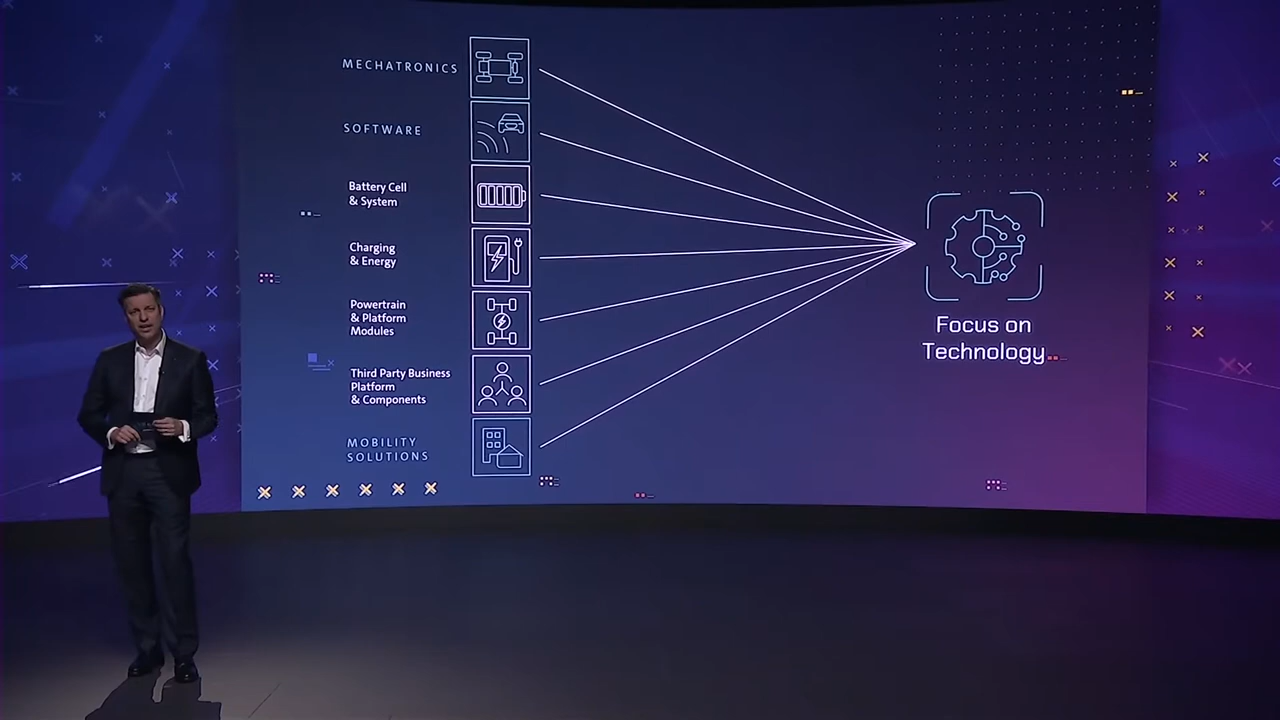 MECHATRONICS
SOFTWARE
Battery Cell
& System
Charging
& Energy
Powertrain
& Platform
Modules
Third Party Business
Platform
& Components
MOBILITY
SOLUTIONS
Focus on
Technology